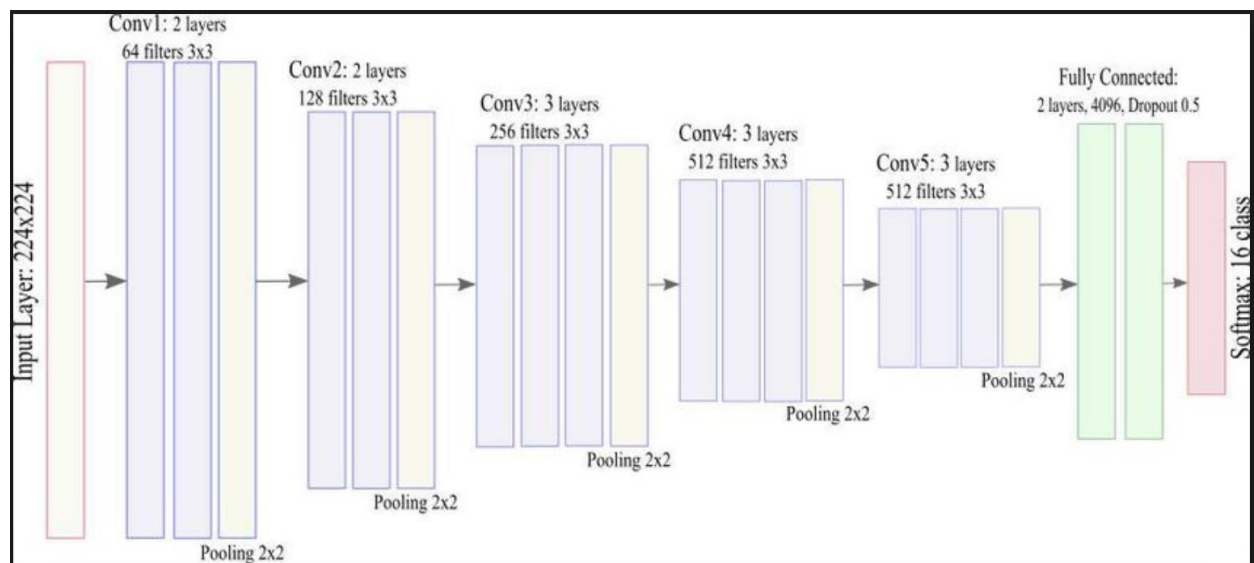 Input Layer: 224x224
Conv1: 2 layers
64 filters 3x3
Pooling 2x2
Conv2: 2 layers
128 filters 3x3
Pooling 2x2
Conv3: 3 layers
256 filters 3x3
Pooling 2x2
Conv4: 3 layers
512 filters 3x3
Pooling 2x2
Conv5: 3 layers
512 filters 3x3
Pooling 2x2
Fully Connected:
2 layers, 4096, Dropout 0.5
Softmax: 16 class